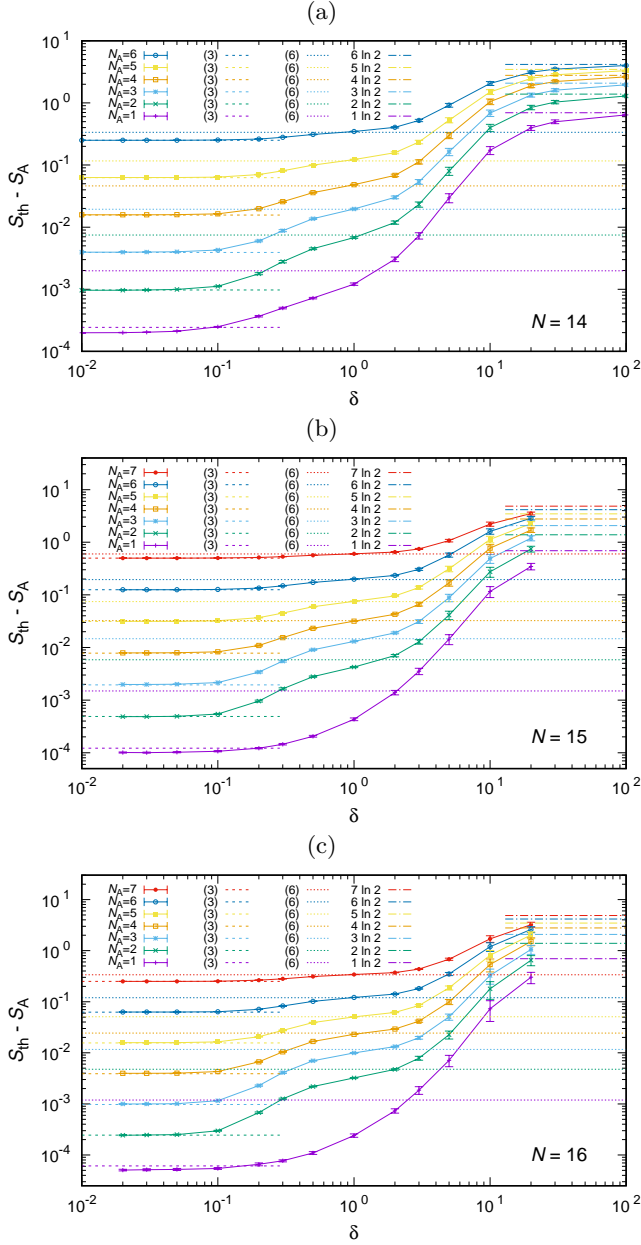 (a)
10^1
10^0
10^-1
10^-2
10^-3
10^-4
S_th - S_A
N_A=6 (3) (6) 6 ln 2
N_A=5 (3) (6) 5 ln 2
N_A=4 (3) (6) 4 ln 2
N_A=3 (3) (6) 3 ln 2
N_A=2 (3) (6) 2 ln 2
N_A=1 (3) (6) 1 ln 2
N = 14
10^-2 10^-1 10^0 10^1 10^2
δ
(b)
10^1
10^0
10^-1
10^-2
10^-3
10^-4
S_th - S_A
N_A=7 (3) (6) 7 ln 2
N_A=6 (3) (6) 6 ln 2
N_A=5 (3) (6) 5 ln 2
N_A=4 (3) (6) 4 ln 2
N_A=3 (3) (6) 3 ln 2
N_A=2 (3) (6) 2 ln 2
N_A=1 (3) (6) 1 ln 2
N = 15
10^-2 10^-1 10^0 10^1 10^2
δ
(c)
10^1
10^0
10^-1
10^-2
10^-3
10^-4
S_th - S_A
N_A=7 (3) (6) 7 ln 2
N_A=6 (3) (6) 6 ln 2
N_A=5 (3) (6) 5 ln 2
N_A=4 (3) (6) 4 ln 2
N_A=3 (3) (6) 3 ln 2
N_A=2 (3) (6) 2 ln 2
N_A=1 (3) (6) 1 ln 2
N = 16
10^-2 10^-1 10^0 10^1 10^2
δ